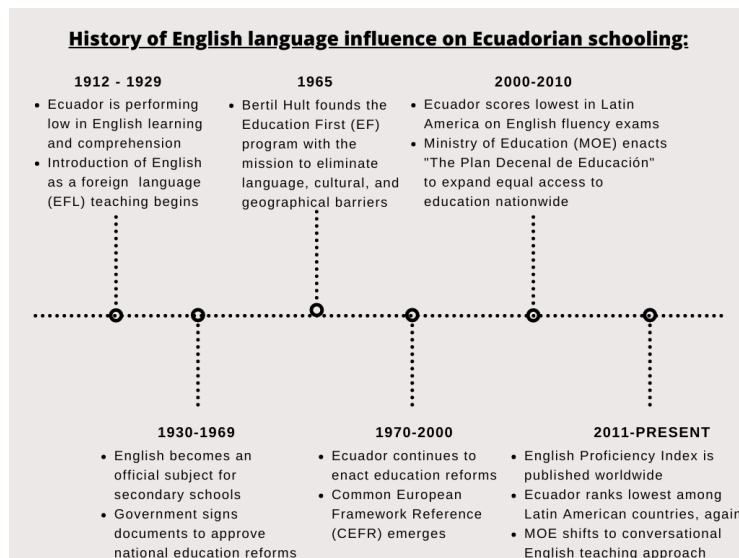 History of English language influence on Ecuadorian schooling:
1912 - 1929
Ecuador is performing
low in English learning
and comprehension
Introduction of English
as a foreign language
(EFL) teaching begins
1965
Bertil Hult founds the
Education First (EF)
program with the
mission to eliminate
language, cultural, and
geographical barriers
2000-2010
Ecuador scores lowest in Latin
America on English fluency exams
Ministry of Education (MOE) enacts
"The Plan Decenal de Educación"
to expand equal access to
education nationwide
1930-1969
English becomes an
official subject for
secondary schools
Government signs
documents to approve
national education reforms
1970-2000
Ecuador continues to
enact education reforms
Common European
Framework Reference
(CEFR) emerges
2011-PRESENT
English Proficiency Index is
published worldwide
Ecuador ranks lowest among
Latin American countries, again
MOE shifts to conversational
English teaching approach